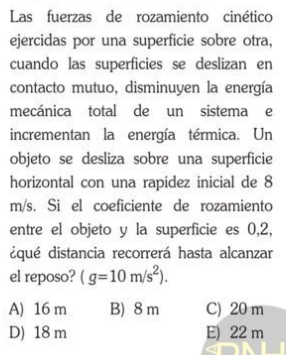 Las fuerzas de rozamiento cinético
ejercidas por una superficie sobre otra,
cuando las superficies se deslizan en
contacto mutuo, disminuyen la energía
mecánica total de un sistema e
incrementan la energía térmica. Un
objeto se desliza sobre una superficie
horizontal con una rapidez inicial de 8
m/s. Si el coeficiente de rozamiento
entre el objeto y la superficie es 0,2,
¿qué distancia recorrerá hasta alcanzar
el reposo? ( g=10 m/s²).
A) 16 m B) 8 m C) 20 m
D) 18 m E) 22 m